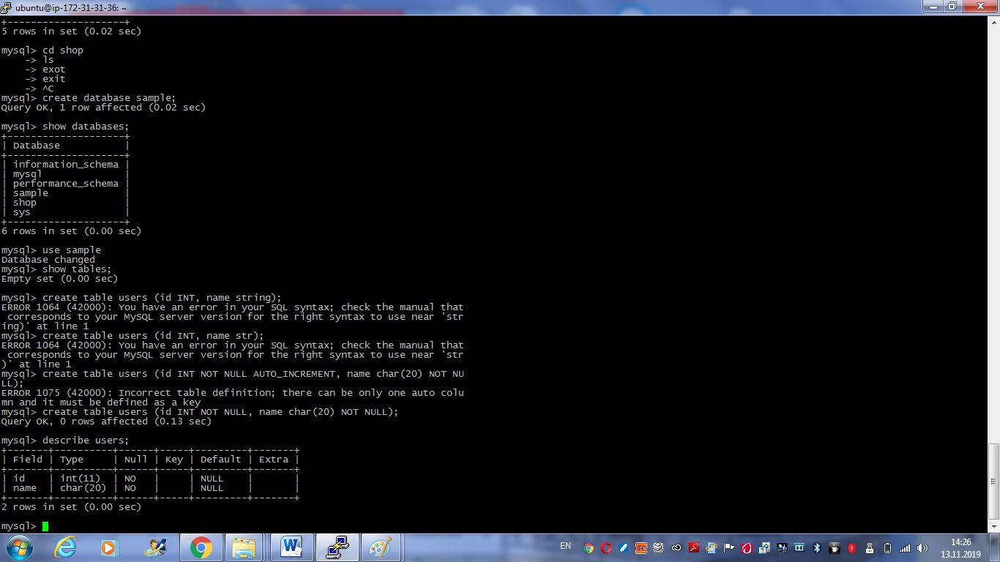 ubuntu@ip-172-31-31-36: ~
+--------------------+
5 rows in set (0.02 sec)
mysql> cd shop
    -> ls
    -> exot
    -> exit
    -> ^C
mysql> create database sample;
Query OK, 1 row affected (0.02 sec)
mysql> show databases;
+--------------------+
| Database           |
+--------------------+
| information_schema |
| mysql              |
| performance_schema |
| sample             |
| shop               |
| sys                |
+--------------------+
6 rows in set (0.00 sec)
mysql> use sample
Database changed
mysql> show tables;
Empty set (0.00 sec)
mysql> create table users (id INT, name string);
ERROR 1064 (42000): You have an error in your SQL syntax; check the manual that
 corresponds to your MySQL server version for the right syntax to use near 'str
ing)' at line 1
mysql> create table users (id INT, name str);
ERROR 1064 (42000): You have an error in your SQL syntax; check the manual that
 corresponds to your MySQL server version for the right syntax to use near 'str
)' at line 1
mysql> create table users (id INT NOT NULL AUTO_INCREMENT, name char(20) NOT NU
LL);
ERROR 1075 (42000): Incorrect table definition; there can be only one auto colu
mn and it must be defined as a key
mysql> create table users (id INT NOT NULL, name char(20) NOT NULL);
Query OK, 0 rows affected (0.13 sec)
mysql> describe users;
+-------+----------+------+-----+---------+-------+
| Field | Type     | Null | Key | Default | Extra |
+-------+----------+------+-----+---------+-------+
| id    | int(11)  | NO   |     | NULL    |       |
| name  | char(20) | NO   |     | NULL    |       |
+-------+----------+------+-----+---------+-------+
2 rows in set (0.00 sec)
mysql>
EN
14:26
13.11.2019